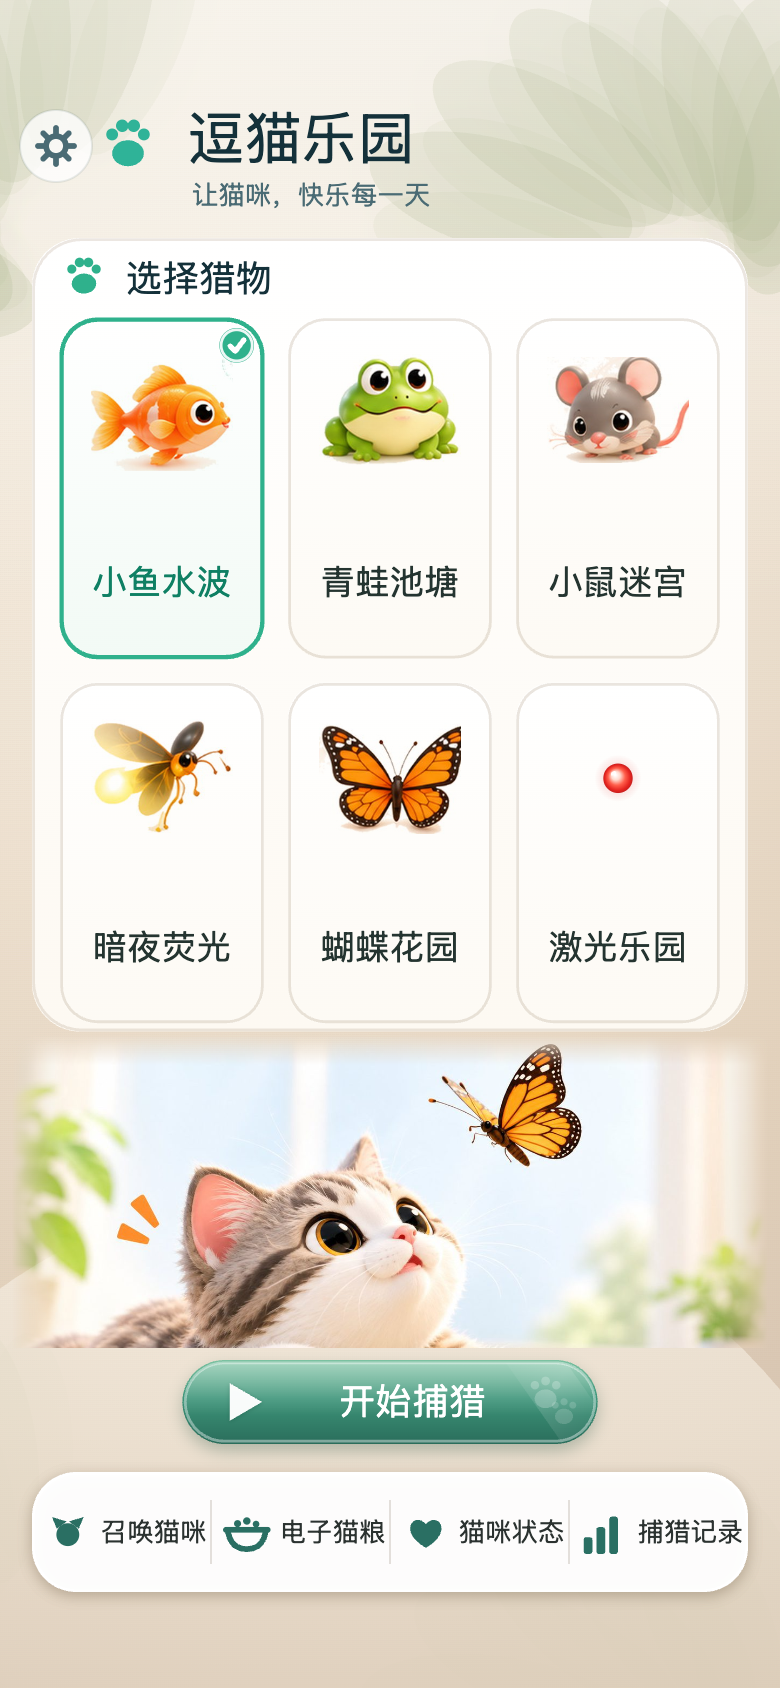 逗猫乐园
让猫咪，快乐每一天
选择猎物
小鱼水波
青蛙池塘
小鼠迷宫
暗夜荧光
蝴蝶花园
激光乐园
开始捕猎
召唤猫咪
电子猫粮
猫咪状态
捕猎记录